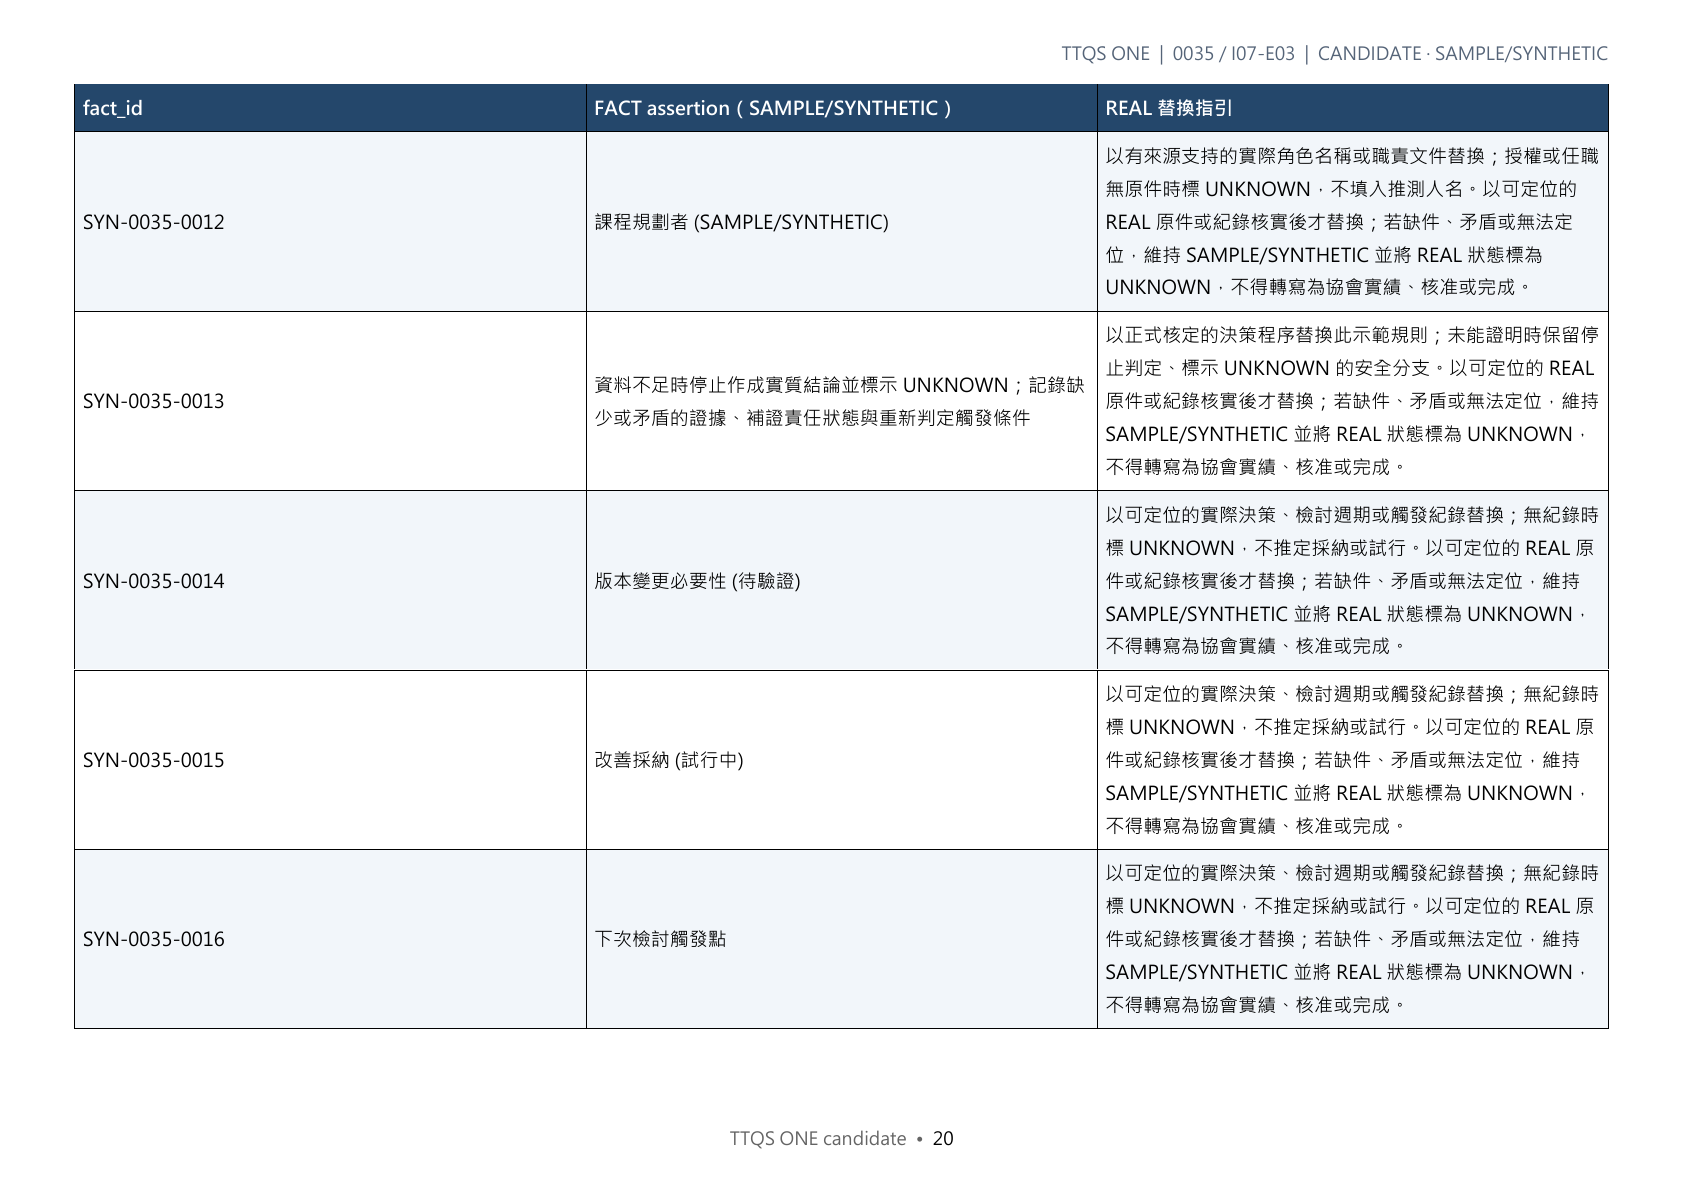 TTQS ONE | 0035 / I07-E03 | CANDIDATE · SAMPLE/SYNTHETIC
fact_id
FACT assertion（SAMPLE/SYNTHETIC）
REAL 替換指引
SYN-0035-0012
課程規劃者 (SAMPLE/SYNTHETIC)
以有來源支持的實際角色名稱或職責文件替換；授權或任職
無原件時標 UNKNOWN，不填入推測人名。以可定位的
REAL 原件或紀錄核實後才替換；若缺件、矛盾或無法定
位，維持 SAMPLE/SYNTHETIC 並將 REAL 狀態標為
UNKNOWN，不得轉寫為協會實績、核准或完成。
SYN-0035-0013
資料不足時停止作成實質結論並標示 UNKNOWN；記錄缺
少或矛盾的證據、補證責任狀態與重新判定觸發條件
以正式核定的決策程序替換此示範規則；未能證明時保留停
止判定、標示 UNKNOWN 的安全分支。以可定位的 REAL
原件或紀錄核實後才替換；若缺件、矛盾或無法定位，維持
SAMPLE/SYNTHETIC 並將 REAL 狀態標為 UNKNOWN，
不得轉寫為協會實績、核准或完成。
SYN-0035-0014
版本變更必要性 (待驗證)
以可定位的實際決策、檢討週期或觸發紀錄替換；無紀錄時
標 UNKNOWN，不推定採納或試行。以可定位的 REAL 原
件或紀錄核實後才替換；若缺件、矛盾或無法定位，維持
SAMPLE/SYNTHETIC 並將 REAL 狀態標為 UNKNOWN，
不得轉寫為協會實績、核准或完成。
SYN-0035-0015
改善採納 (試行中)
以可定位的實際決策、檢討週期或觸發紀錄替換；無紀錄時
標 UNKNOWN，不推定採納或試行。以可定位的 REAL 原
件或紀錄核實後才替換；若缺件、矛盾或無法定位，維持
SAMPLE/SYNTHETIC 並將 REAL 狀態標為 UNKNOWN，
不得轉寫為協會實績、核准或完成。
SYN-0035-0016
下次檢討觸發點
以可定位的實際決策、檢討週期或觸發紀錄替換；無紀錄時
標 UNKNOWN，不推定採納或試行。以可定位的 REAL 原
件或紀錄核實後才替換；若缺件、矛盾或無法定位，維持
SAMPLE/SYNTHETIC 並將 REAL 狀態標為 UNKNOWN，
不得轉寫為協會實績、核准或完成。
TTQS ONE candidate • 20